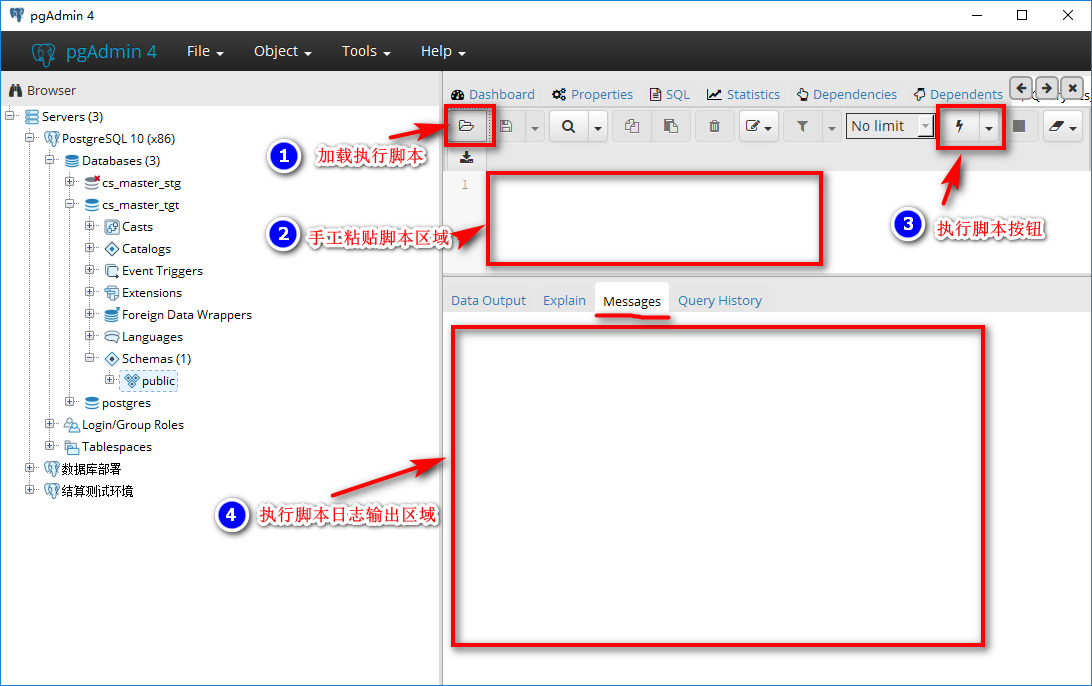 pgAdmin 4
pgAdmin 4 File Object Tools Help
Browser
Dashboard Properties SQL Statistics Dependencies Dependents
No limit
1 加载执行脚本
1
2 手工粘贴脚本区域
3 执行脚本按钮
Servers (3)
PostgreSQL 10 (x86)
Databases (3)
cs_master_stg
cs_master_tgt
Casts
Catalogs
Event Triggers
Extensions
Foreign Data Wrappers
Languages
Schemas (1)
public
postgres
Login/Group Roles
Tablespaces
数据库部署
结算测试环境
Data Output Explain Messages Query History
4 执行脚本日志输出区域